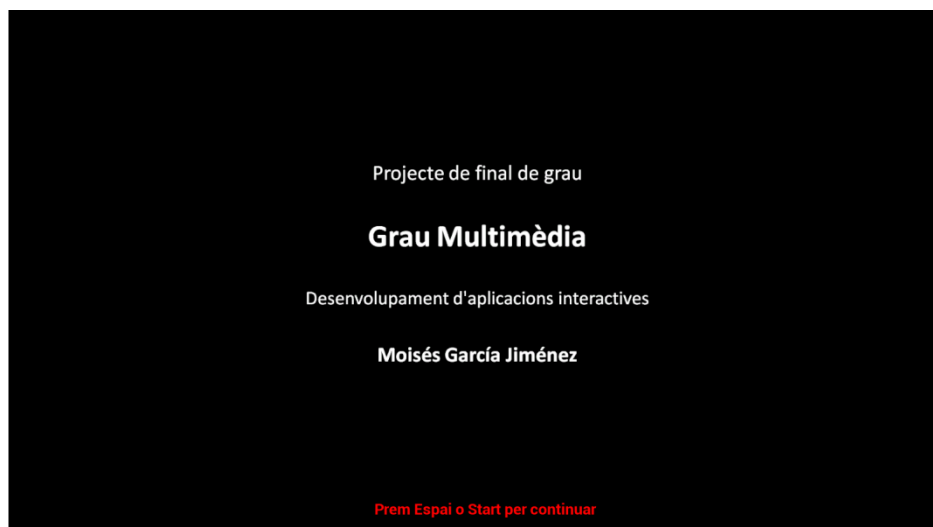 Projecte de final de grau
Grau Multimèdia
Desenvolupament d'aplicacions interactives
Moisés García Jiménez
Prem Espai o Start per continuar